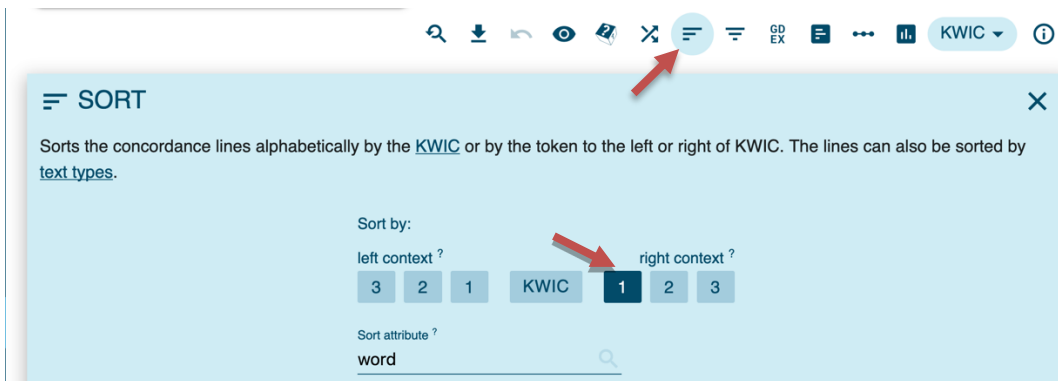 GD
EX
KWIC
SORT
Sorts the concordance lines alphabetically by the KWIC or by the token to the left or right of KWIC. The lines can also be sorted by
text types.
Sort by:
left context ? right context ?
3 2 1 KWIC 1 2 3
Sort attribute ?
word